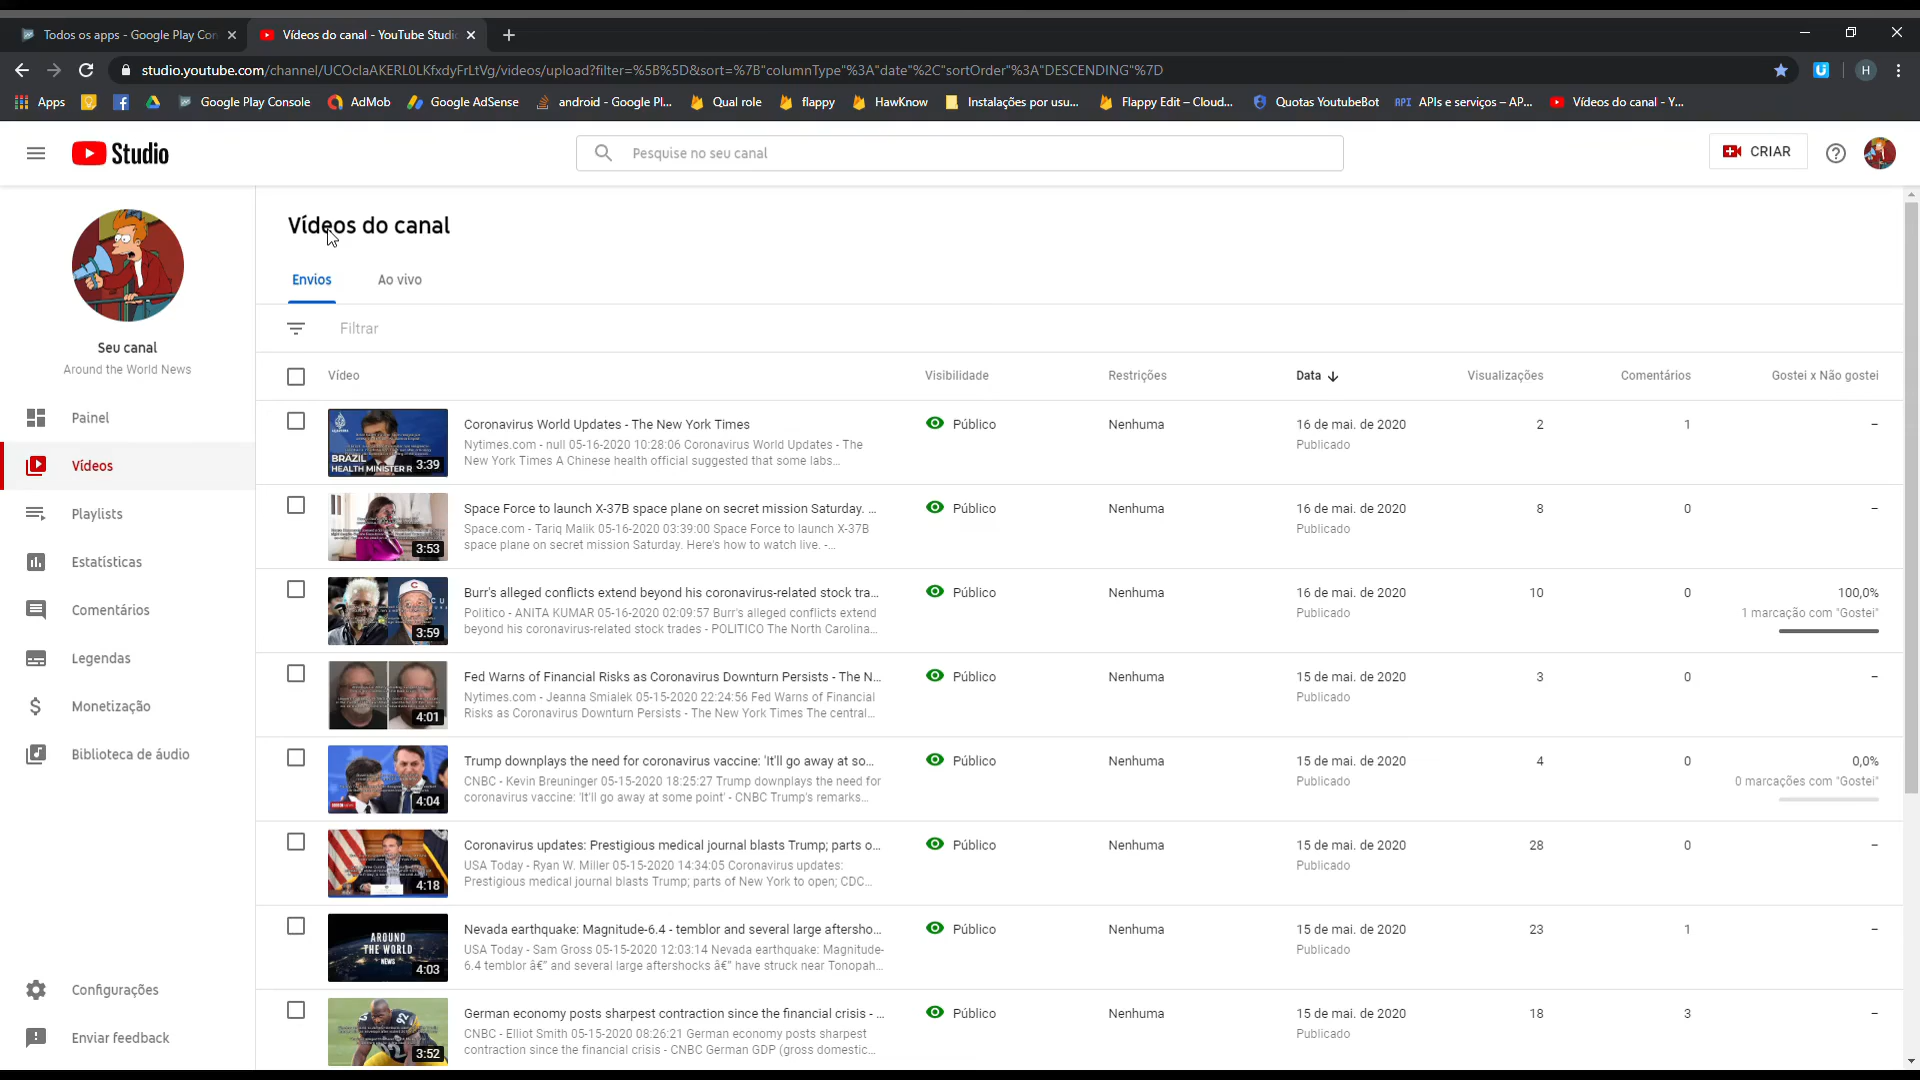 Todos os apps - Google Play Con
Vídeos do canal - YouTube Studi
studio.youtube.com/channel/UCOclaAKERL0LKfxdyFrLtVg/videos/upload?filter=%5B%5D&sort=%7B"columnType"%3A"date"%2C"sortOrder"%3A"DESCENDING"%7D
H
Apps
Google Play Console
AdMob
Google AdSense
android - Google Pl...
Qual role
flappy
HawKnow
Instalações por usu...
Flappy Edit – Cloud...
Quotas YoutubeBot
API APIs e serviços – AP...
Vídeos do canal - Y...
Studio
Pesquise no seu canal
CRIAR
Seu canal
Around the World News
Painel
Vídeos
Playlists
Estatísticas
Comentários
Legendas
Monetização
Biblioteca de áudio
Configurações
Enviar feedback
Vídeos do canal
Envios
Ao vivo
Filtrar
Vídeo
Visibilidade
Restrições
Data
Visualizações
Comentários
Gostei x Não gostei
BRAZIL
HEALTH MINISTER R
3:39
Coronavirus World Updates - The New York Times
Nytimes.com - null 05-16-2020 10:28:06 Coronavirus World Updates - The
New York Times A Chinese health official suggested that some labs...
Público
Nenhuma
16 de mai. de 2020
Publicado
2
1
–
3:53
Space Force to launch X-37B space plane on secret mission Saturday. ...
Space.com - Tariq Malik 05-16-2020 03:39:00 Space Force to launch X-37B
space plane on secret mission Saturday. Here's how to watch live. -...
Público
Nenhuma
16 de mai. de 2020
Publicado
8
0
–
3:59
Burr's alleged conflicts extend beyond his coronavirus-related stock tra...
Politico - ANITA KUMAR 05-16-2020 02:09:57 Burr's alleged conflicts extend
beyond his coronavirus-related stock trades - POLITICO The North Carolina...
Público
Nenhuma
16 de mai. de 2020
Publicado
10
0
100,0%
1 marcação com "Gostei"
4:01
Fed Warns of Financial Risks as Coronavirus Downturn Persists - The N...
Nytimes.com - Jeanna Smialek 05-15-2020 22:24:56 Fed Warns of Financial
Risks as Coronavirus Downturn Persists - The New York Times The central...
Público
Nenhuma
15 de mai. de 2020
Publicado
3
0
–
4:04
Trump downplays the need for coronavirus vaccine: 'It'll go away at so...
CNBC - Kevin Breuninger 05-15-2020 18:25:27 Trump downplays the need for
coronavirus vaccine: 'It'll go away at some point' - CNBC Trump's remarks...
Público
Nenhuma
15 de mai. de 2020
Publicado
4
0
0,0%
0 marcações com "Gostei"
4:18
Coronavirus updates: Prestigious medical journal blasts Trump; parts o...
USA Today - Ryan W. Miller 05-15-2020 14:34:05 Coronavirus updates:
Prestigious medical journal blasts Trump; parts of New York to open; CDC...
Público
Nenhuma
15 de mai. de 2020
Publicado
28
0
–
AROUND
THE WORLD
NEWS
4:03
Nevada earthquake: Magnitude-6.4 - temblor and several large aftersho...
USA Today - Sam Gross 05-15-2020 12:03:14 Nevada earthquake: Magnitude-
6.4 temblor â€" and several large aftershocks â€" have struck near Tonopah...
Público
Nenhuma
15 de mai. de 2020
Publicado
23
1
–
3:52
German economy posts sharpest contraction since the financial crisis - ...
CNBC - Elliot Smith 05-15-2020 08:26:21 German economy posts sharpest
contraction since the financial crisis - CNBC German GDP (gross domestic...
Público
Nenhuma
15 de mai. de 2020
Publicado
18
3
–